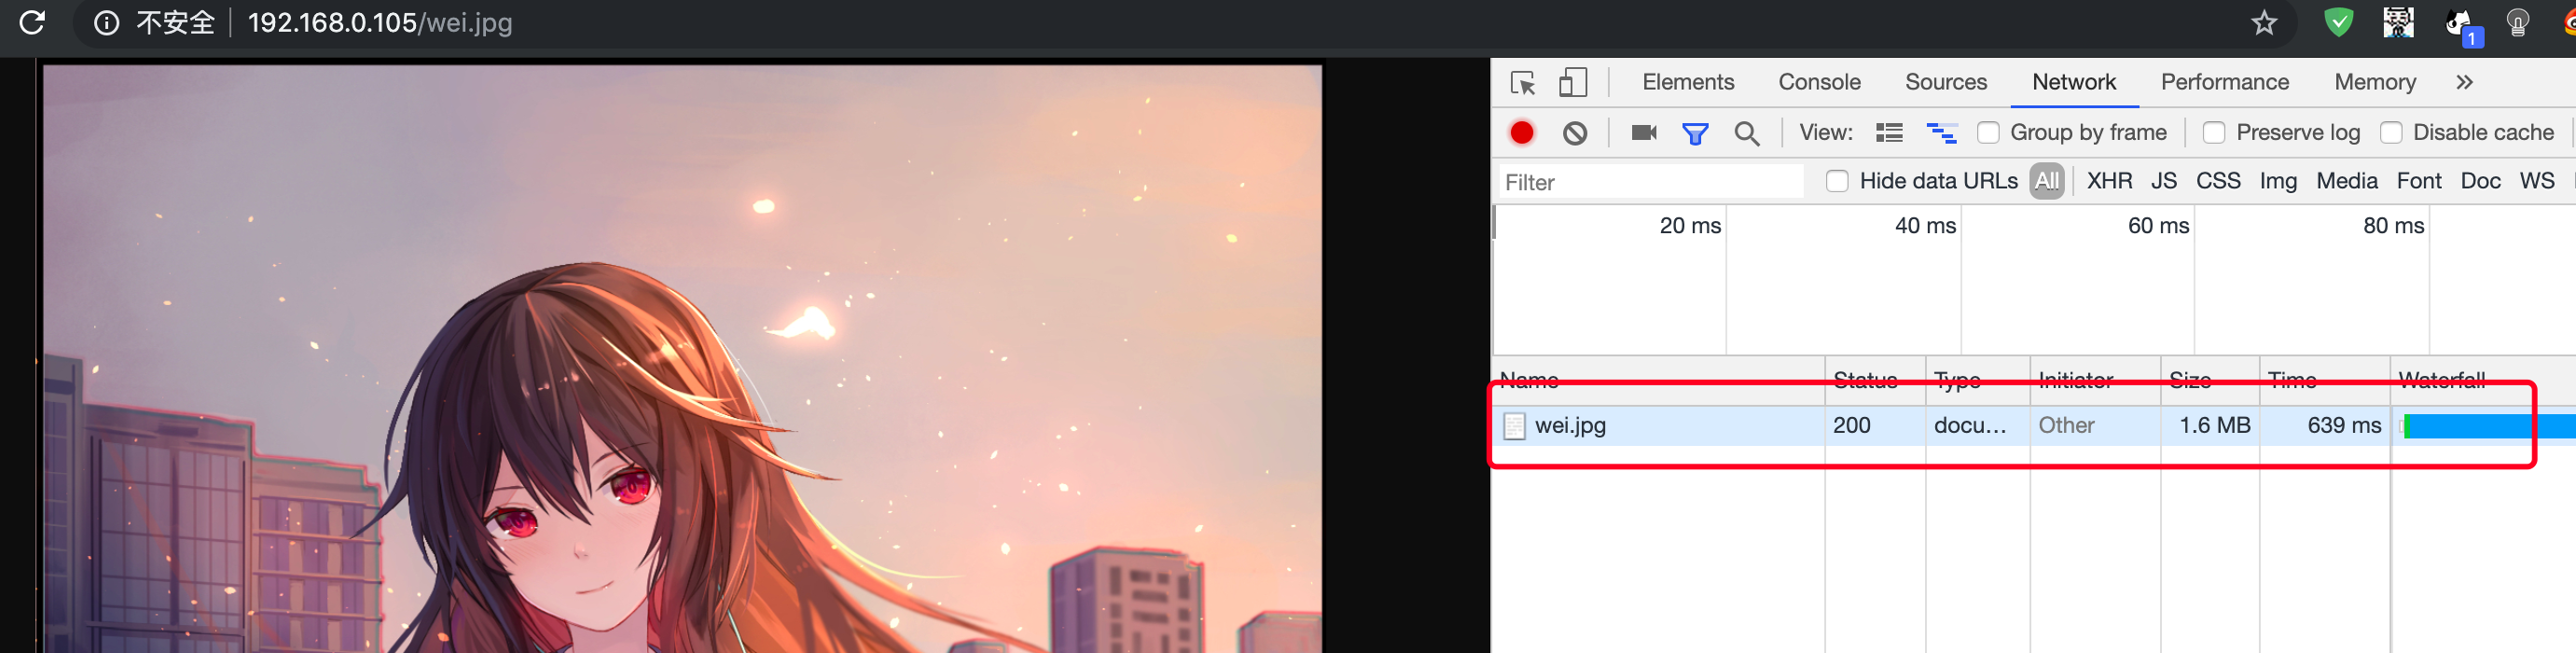 不安全 192.168.0.105/wei.jpg
1
Elements Console Sources Network Performance Memory
View: Group by frame Preserve log Disable cache
Filter Hide data URLs All XHR JS CSS Img Media Font Doc WS
20 ms 40 ms 60 ms 80 ms
Name Status Type Initiator Size Time Waterfall
wei.jpg 200 docu... Other 1.6 MB 639 ms